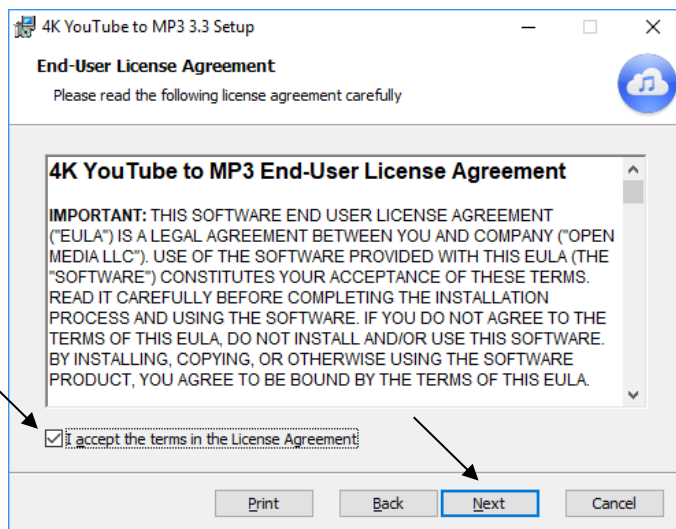 4K YouTube to MP3 3.3 Setup
End-User License Agreement
Please read the following license agreement carefully
4K YouTube to MP3 End-User License Agreement
IMPORTANT: THIS SOFTWARE END USER LICENSE AGREEMENT
("EULA") IS A LEGAL AGREEMENT BETWEEN YOU AND COMPANY ("OPEN
MEDIA LLC"). USE OF THE SOFTWARE PROVIDED WITH THIS EULA (THE
"SOFTWARE") CONSTITUTES YOUR ACCEPTANCE OF THESE TERMS.
READ IT CAREFULLY BEFORE COMPLETING THE INSTALLATION
PROCESS AND USING THE SOFTWARE. IF YOU DO NOT AGREE TO THE
TERMS OF THIS EULA, DO NOT INSTALL AND/OR USE THIS SOFTWARE.
BY INSTALLING, COPYING, OR OTHERWISE USING THE SOFTWARE
PRODUCT, YOU AGREE TO BE BOUND BY THE TERMS OF THIS EULA.
I accept the terms in the License Agreement
Print Back Next Cancel